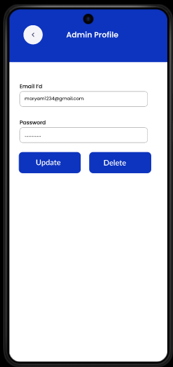 Admin Profile
Email I'd
maryam1234@gmail.com
Password
Update Delete